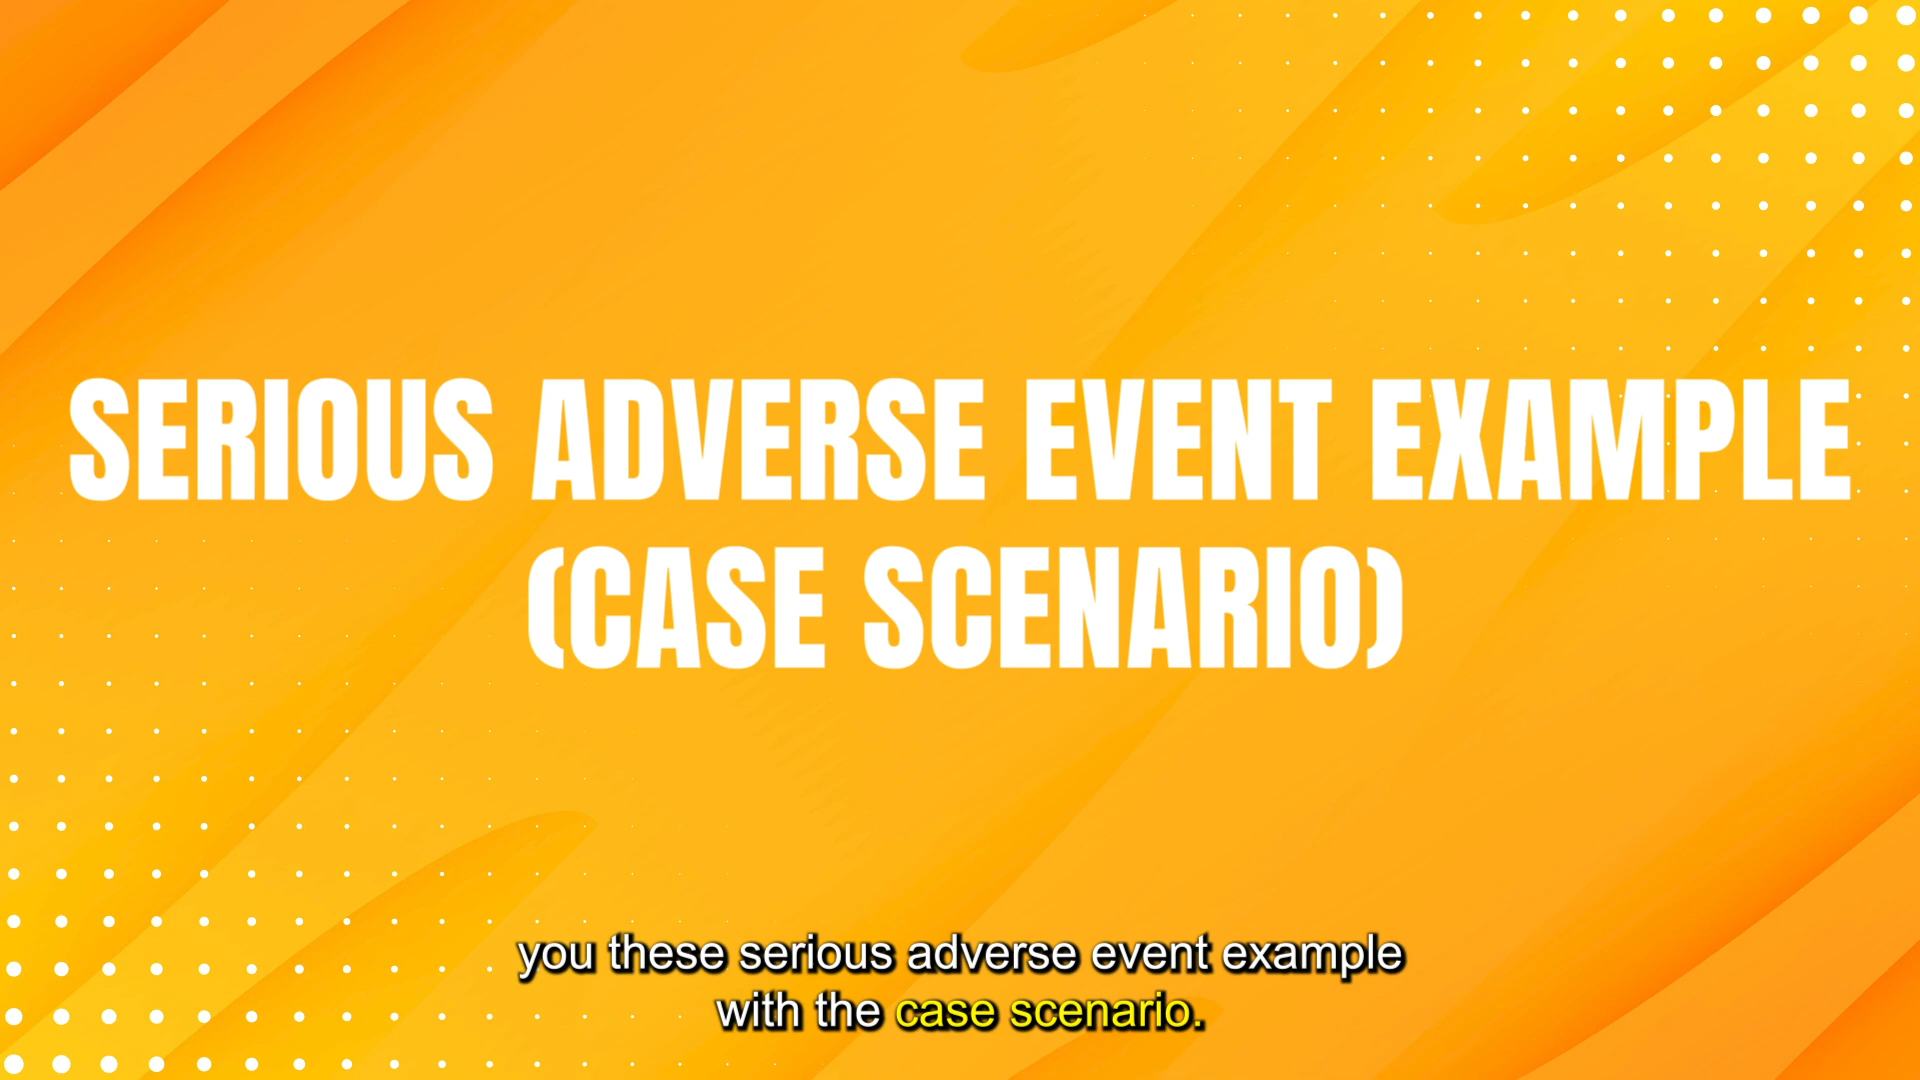 SERIOUS ADVERSE EVENT EXAMPLE
(CASE SCENARIO)
you these serious adverse event example
with the case scenario.